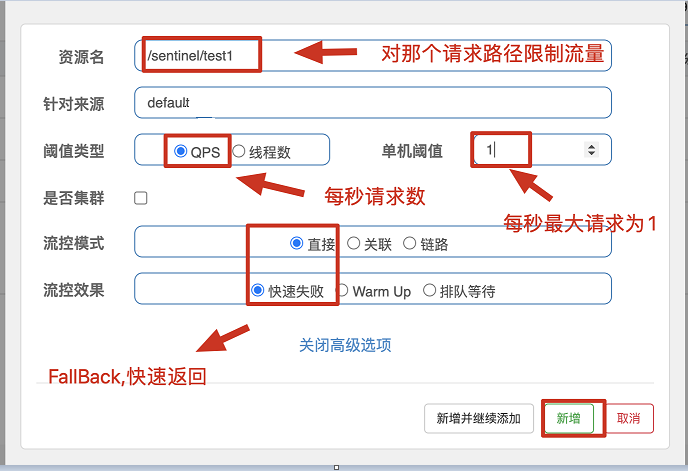 资源名 /sentinel/test1 对那个请求路径限制流量
针对来源 default
阈值类型 QPS 线程数 单机阈值 1
每秒请求数
每秒最大请求为1
是否集群
流控模式 直接 关联 链路
流控效果 快速失败 Warm Up 排队等待
关闭高级选项
FallBack,快速返回
新增并继续添加 新增 取消